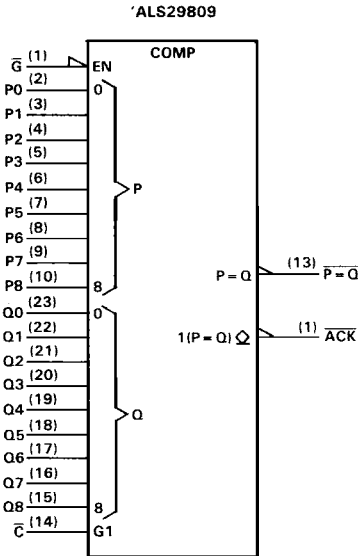 'ALS29809
COMP
G̅ (1) EN
P0 (2) 0
P1 (3)
P2 (4)
P3 (5)
P4 (6) P
P5 (7)
P6 (8)
P7 (9)
P8 (10) 8
P = Q (13) P̅=̅Q̅
Q0 (23) 0
Q1 (22)
1(P = Q) (1) A̅C̅K̅
Q2 (21)
Q3 (20)
Q4 (19) Q
Q5 (18)
Q6 (17)
Q7 (16)
Q8 (15) 8
C̅ (14) G1